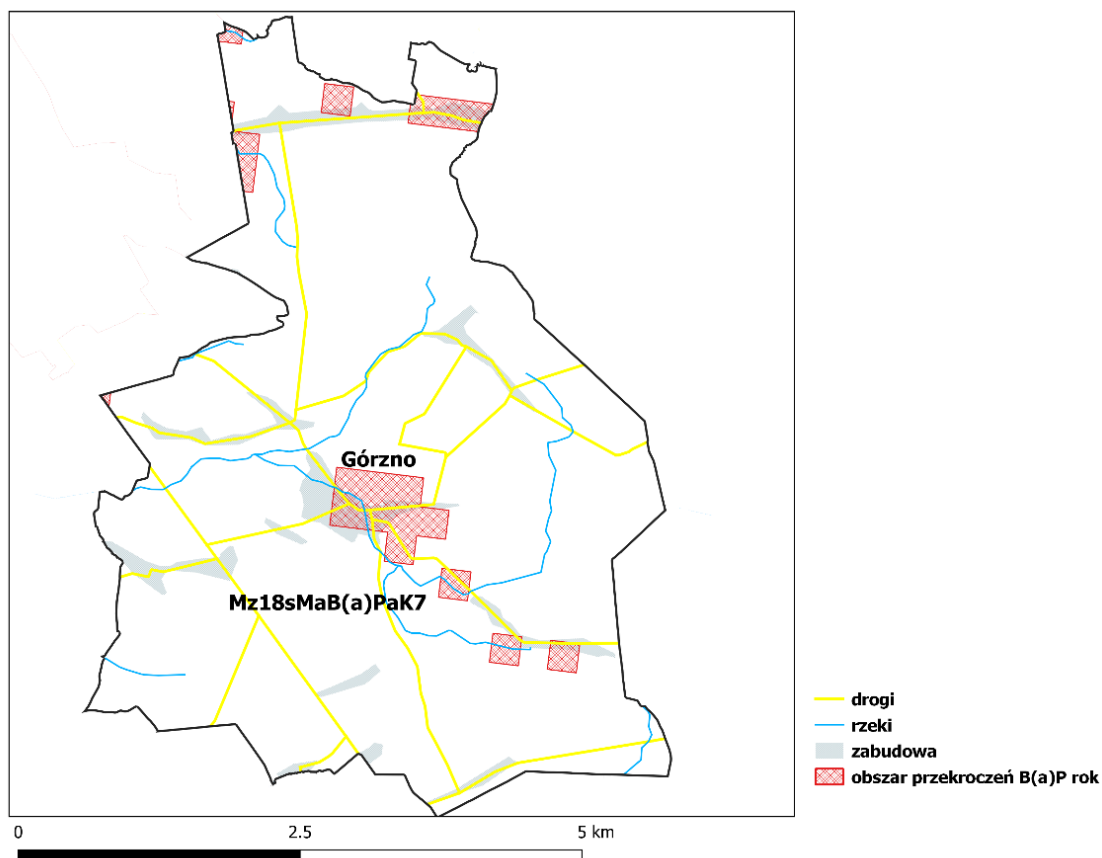 Górzno
Mz18sMaB(a)PaK7
drogi
rzeki
zabudowa
obszar przekroczeń B(a)P rok
0
2.5
5 km